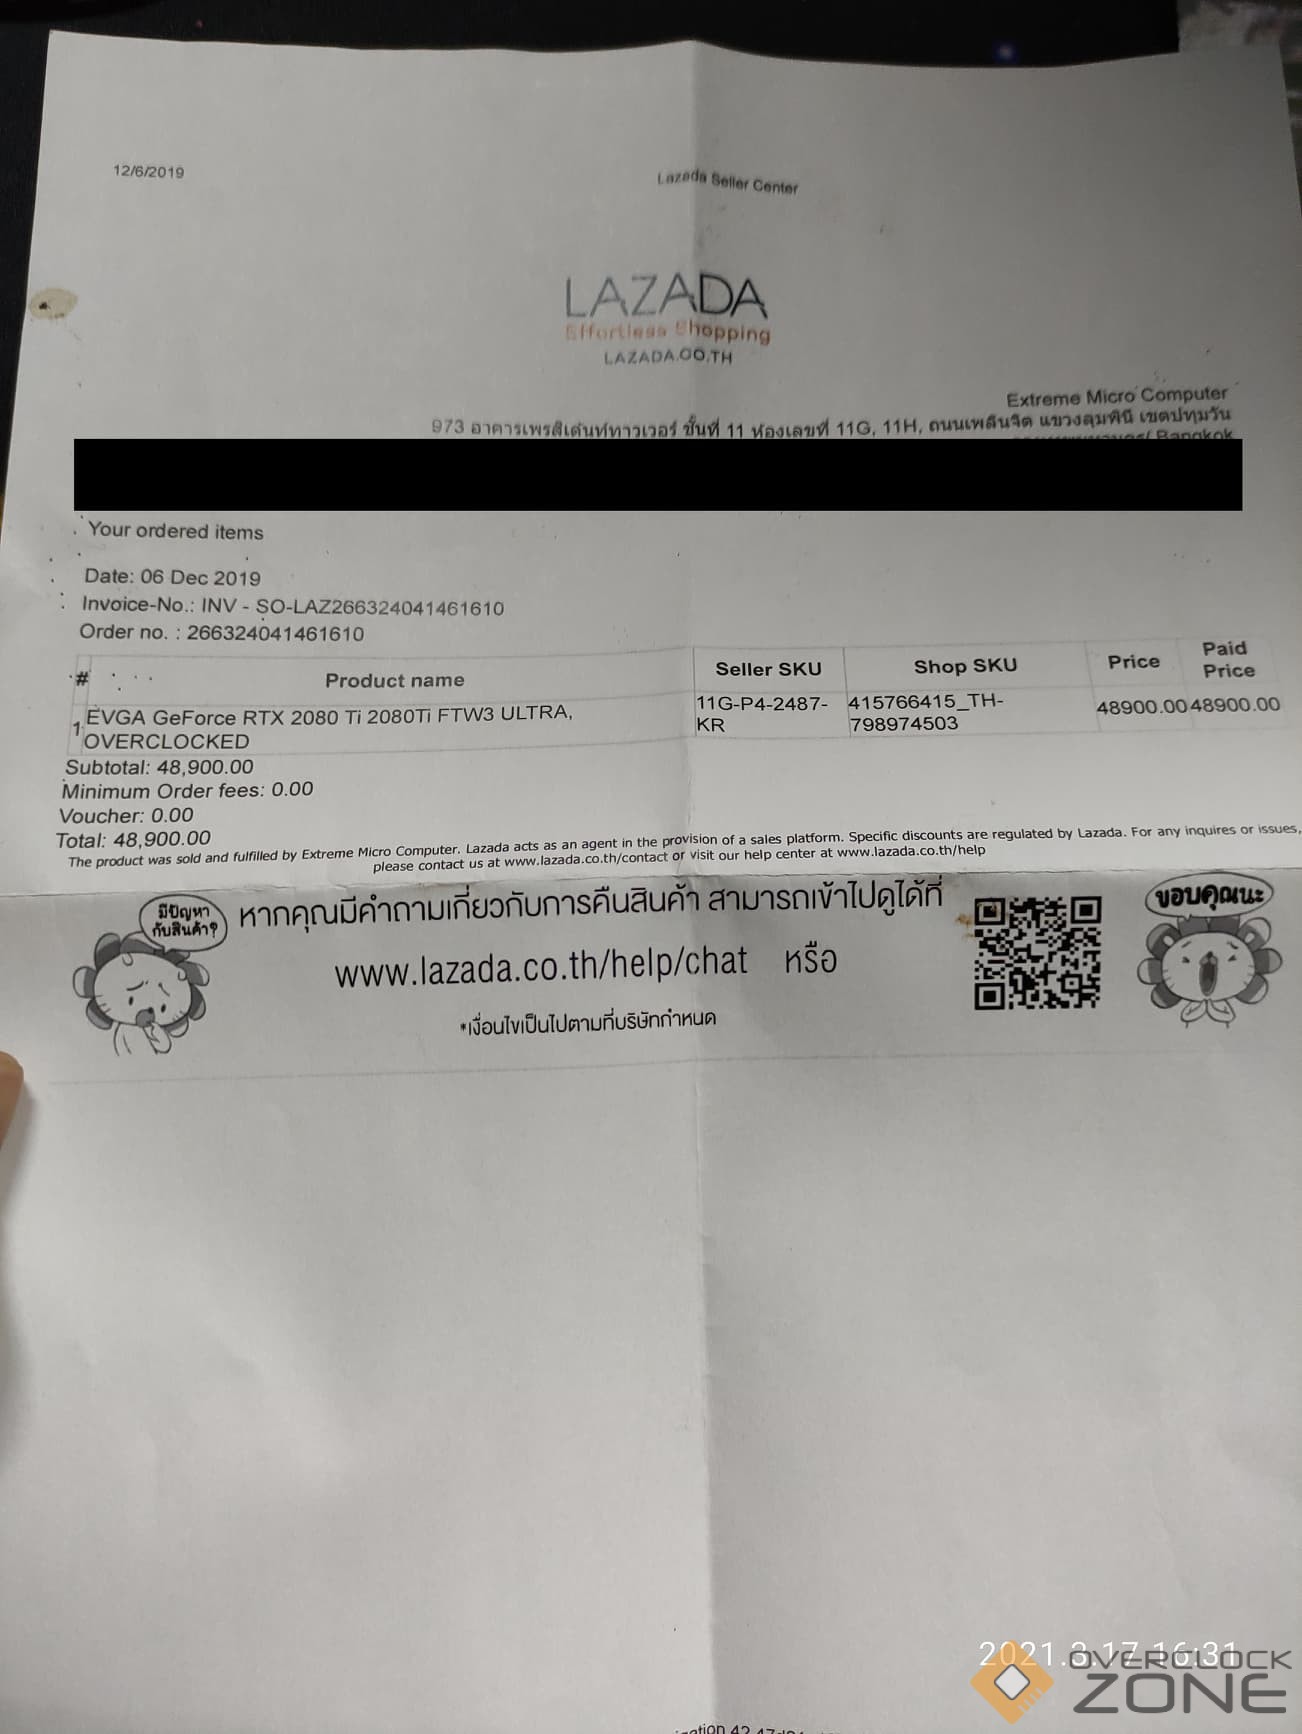 12/6/2019
Lazada Seller Center
LAZADA
Effortless Shopping
LAZADA.CO.TH
Extreme Micro Computer
973 อาคารเพรสิเด้นท์ทาวเวอร์ ชั้นที่ 11 ห้องเลขที่ 11G, 11H, ถนนเพลินจิต แขวงลุมพินี เขตปทุมวัน
Bangkok
Your ordered items
Date: 06 Dec 2019
Invoice-No.: INV - SO-LAZ266324041461610
Order no. : 266324041461610
# Product name Seller SKU Shop SKU Price Paid Price
1 EVGA GeForce RTX 2080 Ti 2080Ti FTW3 ULTRA, 11G-P4-2487- 415766415_TH- 48900.00 48900.00
OVERCLOCKED KR 798974503
Subtotal: 48,900.00
Minimum Order fees: 0.00
Voucher: 0.00
Total: 48,900.00
The product was sold and fulfilled by Extreme Micro Computer. Lazada acts as an agent in the provision of a sales platform. Specific discounts are regulated by Lazada. For any inquires or issues,
please contact us at www.lazada.co.th/contact or visit our help center at www.lazada.co.th/help
มีปัญหา
กับสินค้า?
หากคุณมีคำถามเกี่ยวกับการคืนสินค้า สามารถเข้าไปดูได้ที่
www.lazada.co.th/help/chat หรือ
*เงื่อนไขเป็นไปตามที่บริษัทกำหนด
ขอบคุณนะ
2021.3.17 16:31
OVERCLOCK
ZONE